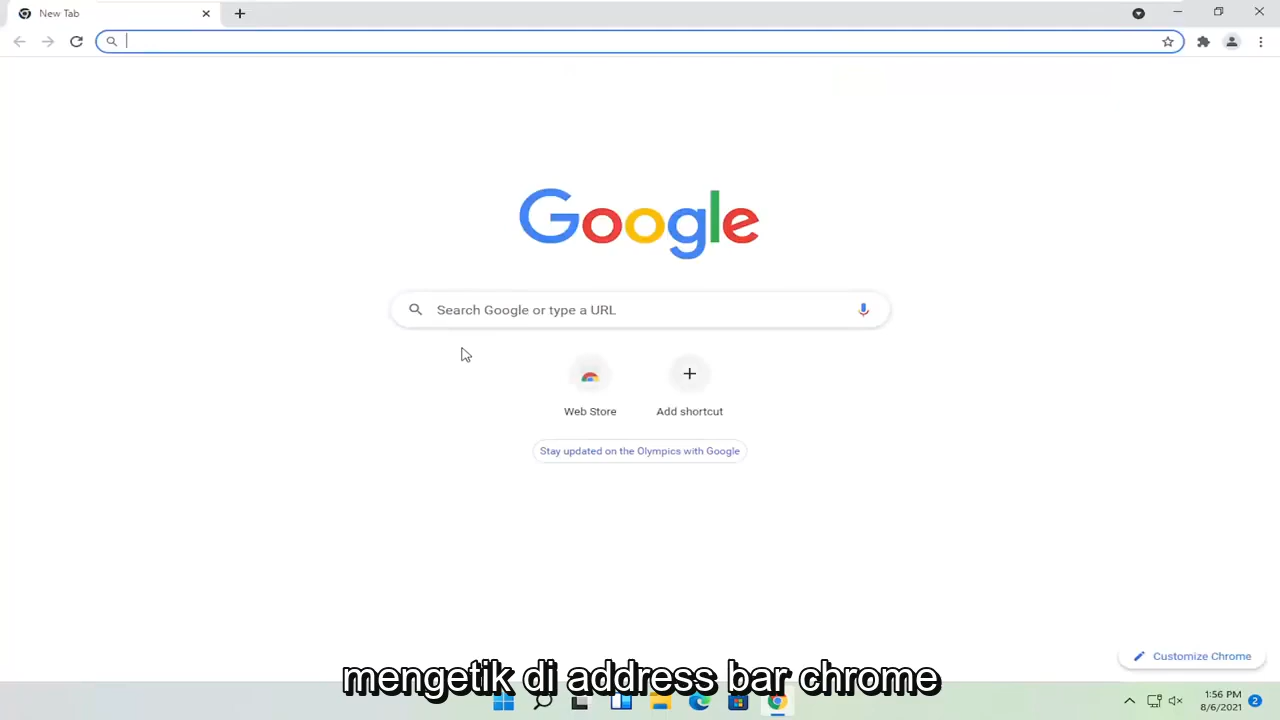 New Tab
Google
Search Google or type a URL
Web Store
Add shortcut
Stay updated on the Olympics with Google
Customize Chrome
mengetik di address bar chrome
1:56 PM
8/6/2021
2